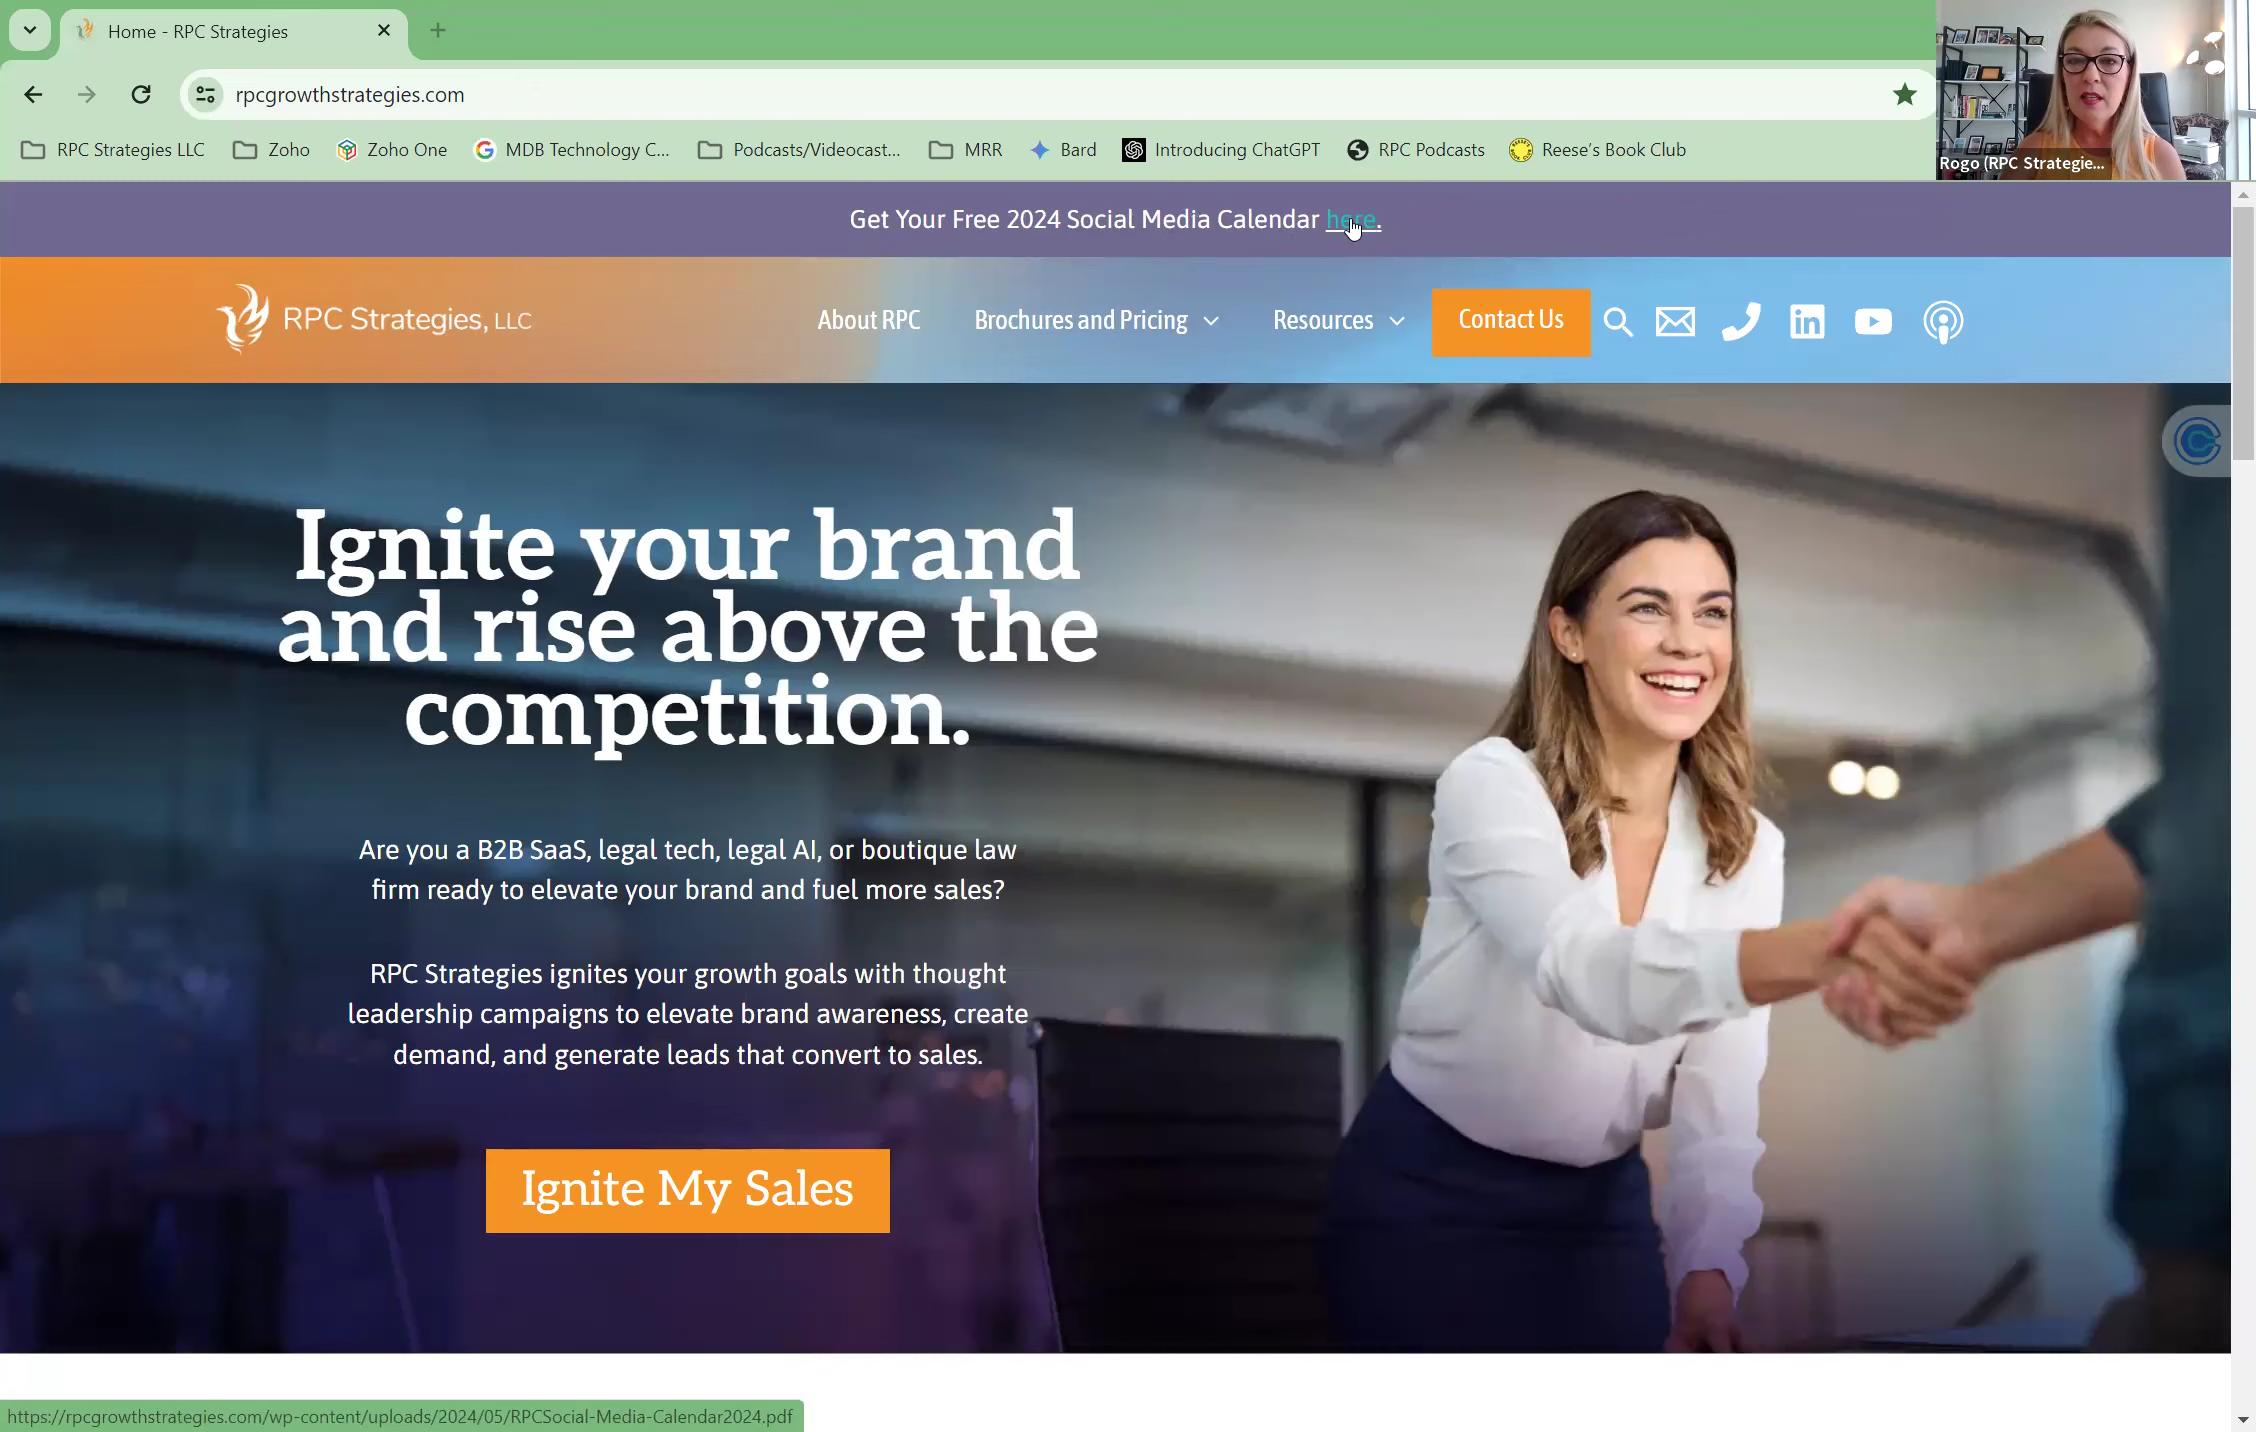 Home - RPC Strategies
rpcgrowthstrategies.com
RPC Strategies LLC Zoho Zoho One MDB Technology C... Podcasts/Videocast... MRR Bard Introducing ChatGPT RPC Podcasts Reese's Book Club
Rogo (RPC Strategie...
Get Your Free 2024 Social Media Calendar here.
RPC Strategies, LLC
About RPC Brochures and Pricing Resources Contact Us
Ignite your brand
and rise above the
competition.
Are you a B2B SaaS, legal tech, legal AI, or boutique law
firm ready to elevate your brand and fuel more sales?
RPC Strategies ignites your growth goals with thought
leadership campaigns to elevate brand awareness, create
demand, and generate leads that convert to sales.
Ignite My Sales
https://rpcgrowthstrategies.com/wp-content/uploads/2024/05/RPCSocial-Media-Calendar2024.pdf